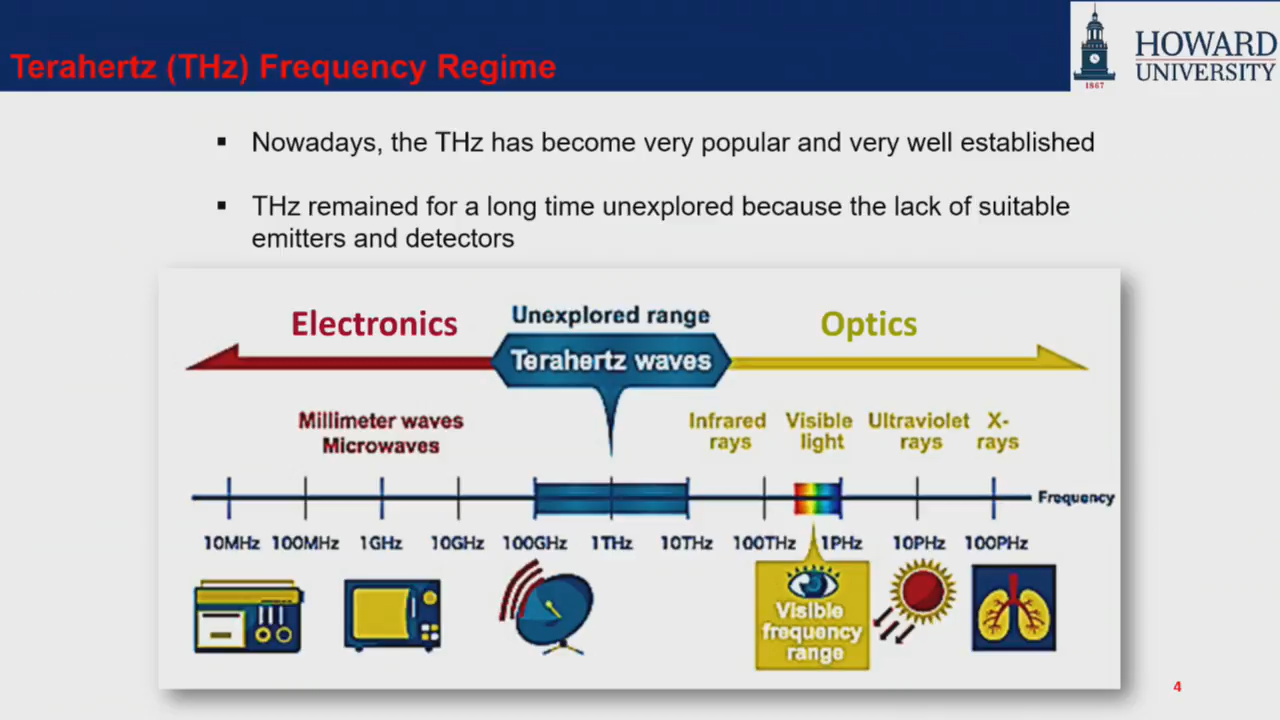 Terahertz (THz) Frequency Regime
HOWARD
UNIVERSITY
1867
▪ Nowadays, the THz has become very popular and very well established
▪ THz remained for a long time unexplored because the lack of suitable
emitters and detectors
Electronics
Unexplored range
Optics
Terahertz waves
Millimeter waves
Microwaves
Infrared
rays
Visible
light
Ultraviolet
rays
X-
rays
Frequency
10MHz 100MHz 1GHz 10GHz 100GHz 1THz 10THz 100THz 1PHz 10PHz 100PHz
Visible
frequency
range
4